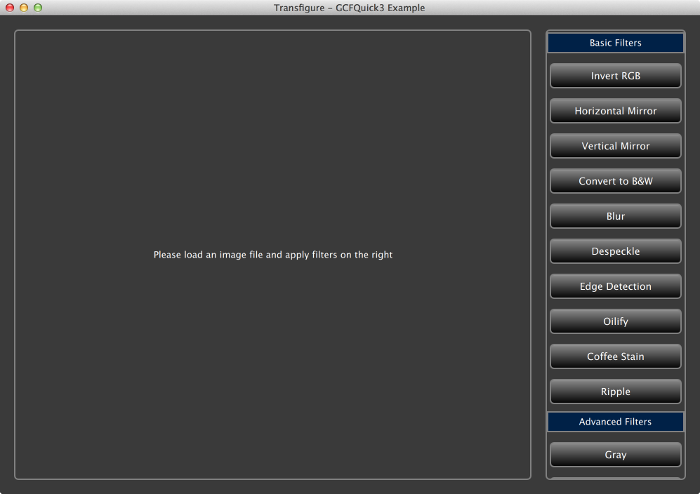 Transfigure – GCFQuick3 Example
Please load an image file and apply filters on the right
Basic Filters
Invert RGB
Horizontal Mirror
Vertical Mirror
Convert to B&W
Blur
Despeckle
Edge Detection
Oilify
Coffee Stain
Ripple
Advanced Filters
Gray